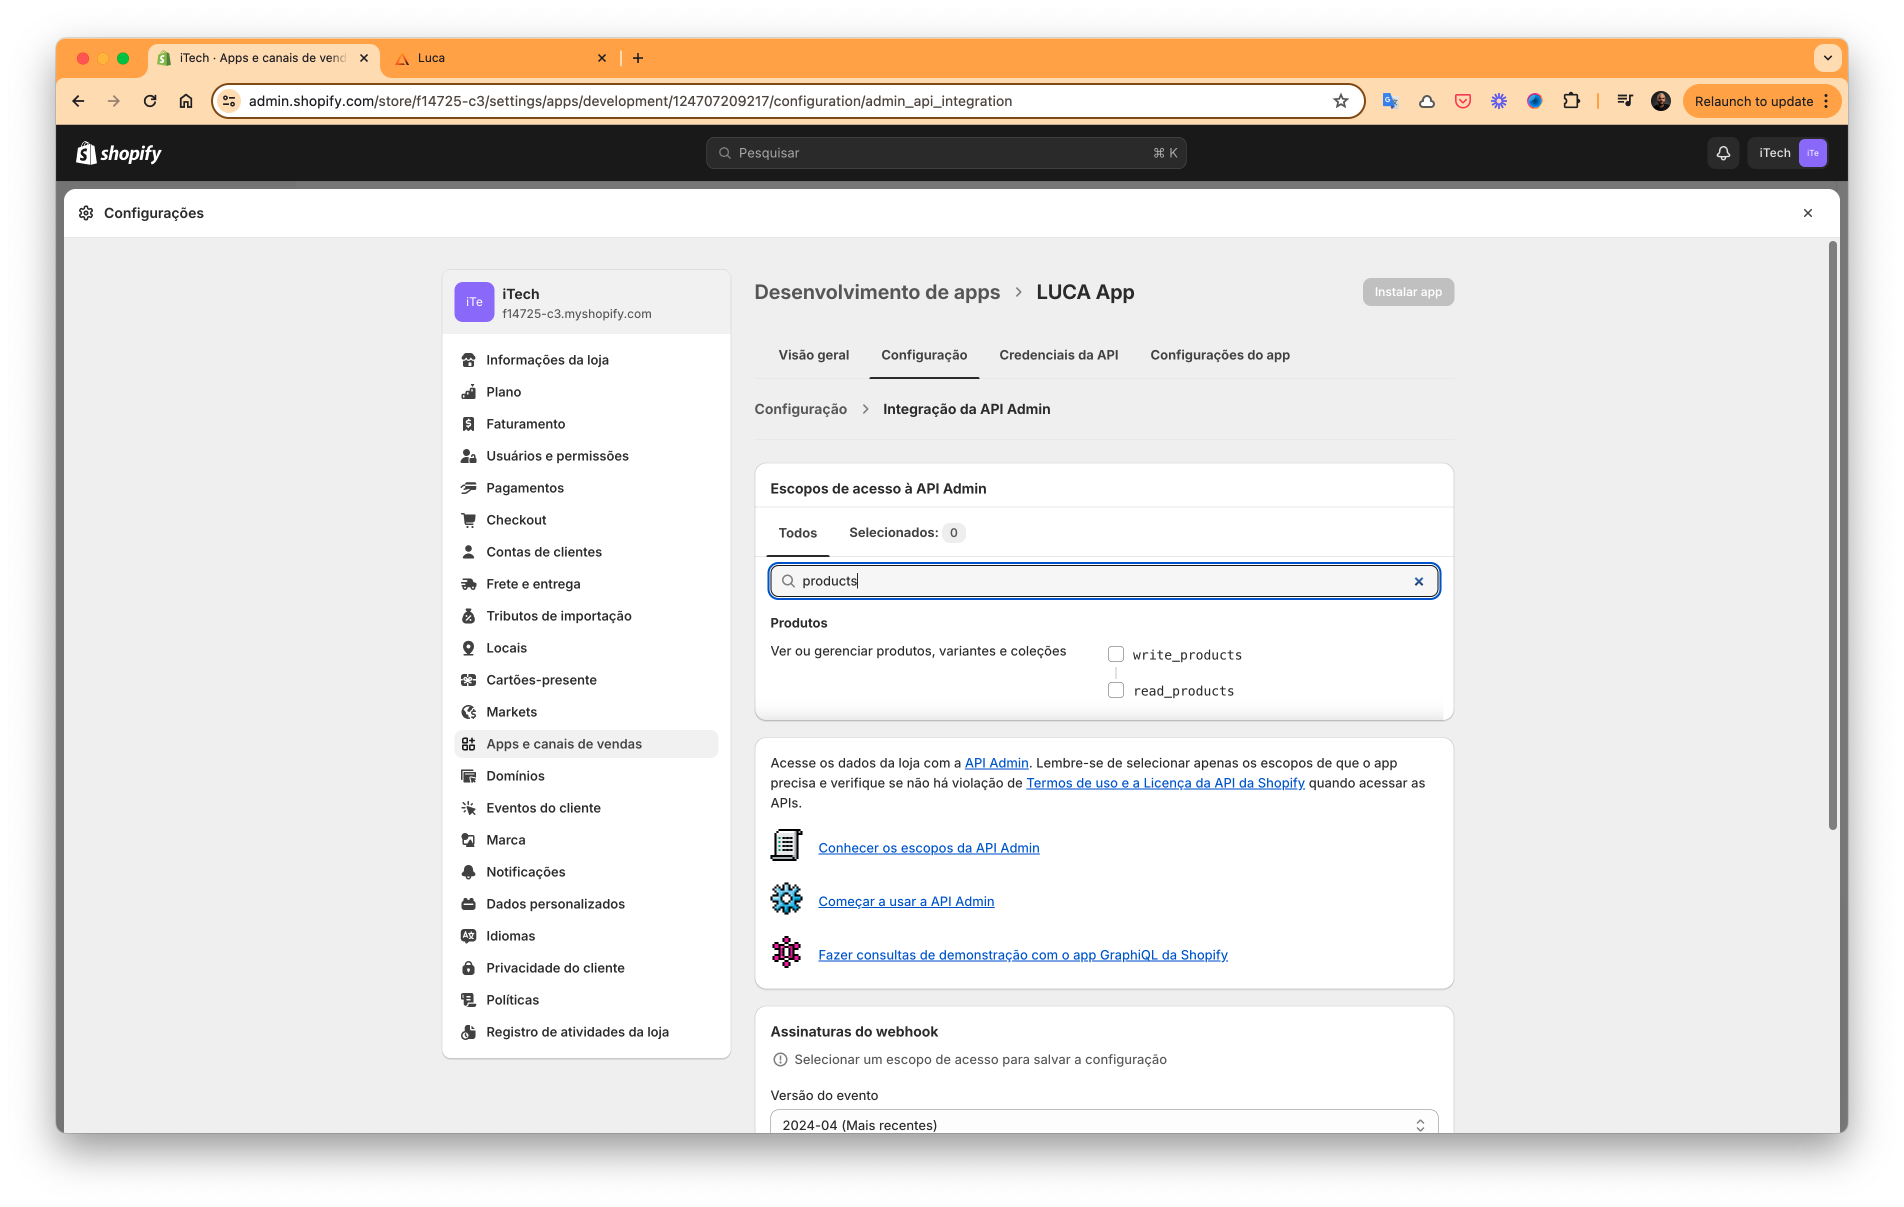 iTech · Apps e canais de vend
Luca
admin.shopify.com/store/f14725-c3/settings/apps/development/124707209217/configuration/admin_api_integration
Relaunch to update
shopify
Pesquisar
⌘ K
iTech
iTe
Configurações
iTe
iTech
f14725-c3.myshopify.com
Informações da loja
Plano
Faturamento
Usuários e permissões
Pagamentos
Checkout
Contas de clientes
Frete e entrega
Tributos de importação
Locais
Cartões-presente
Markets
Apps e canais de vendas
Domínios
Eventos do cliente
Marca
Notificações
Dados personalizados
Idiomas
Privacidade do cliente
Políticas
Registro de atividades da loja
Desenvolvimento de apps > LUCA App
Instalar app
Visão geral
Configuração
Credenciais da API
Configurações do app
Configuração > Integração da API Admin
Escopos de acesso à API Admin
Todos
Selecionados: 0
products
Produtos
Ver ou gerenciar produtos, variantes e coleções
write_products
read_products
Acesse os dados da loja com a API Admin. Lembre-se de selecionar apenas os escopos de que o app
precisa e verifique se não há violação de Termos de uso e a Licença da API da Shopify quando acessar as
APIs.
Conhecer os escopos da API Admin
Começar a usar a API Admin
Fazer consultas de demonstração com o app GraphiQL da Shopify
Assinaturas do webhook
Selecionar um escopo de acesso para salvar a configuração
Versão do evento
2024-04 (Mais recentes)